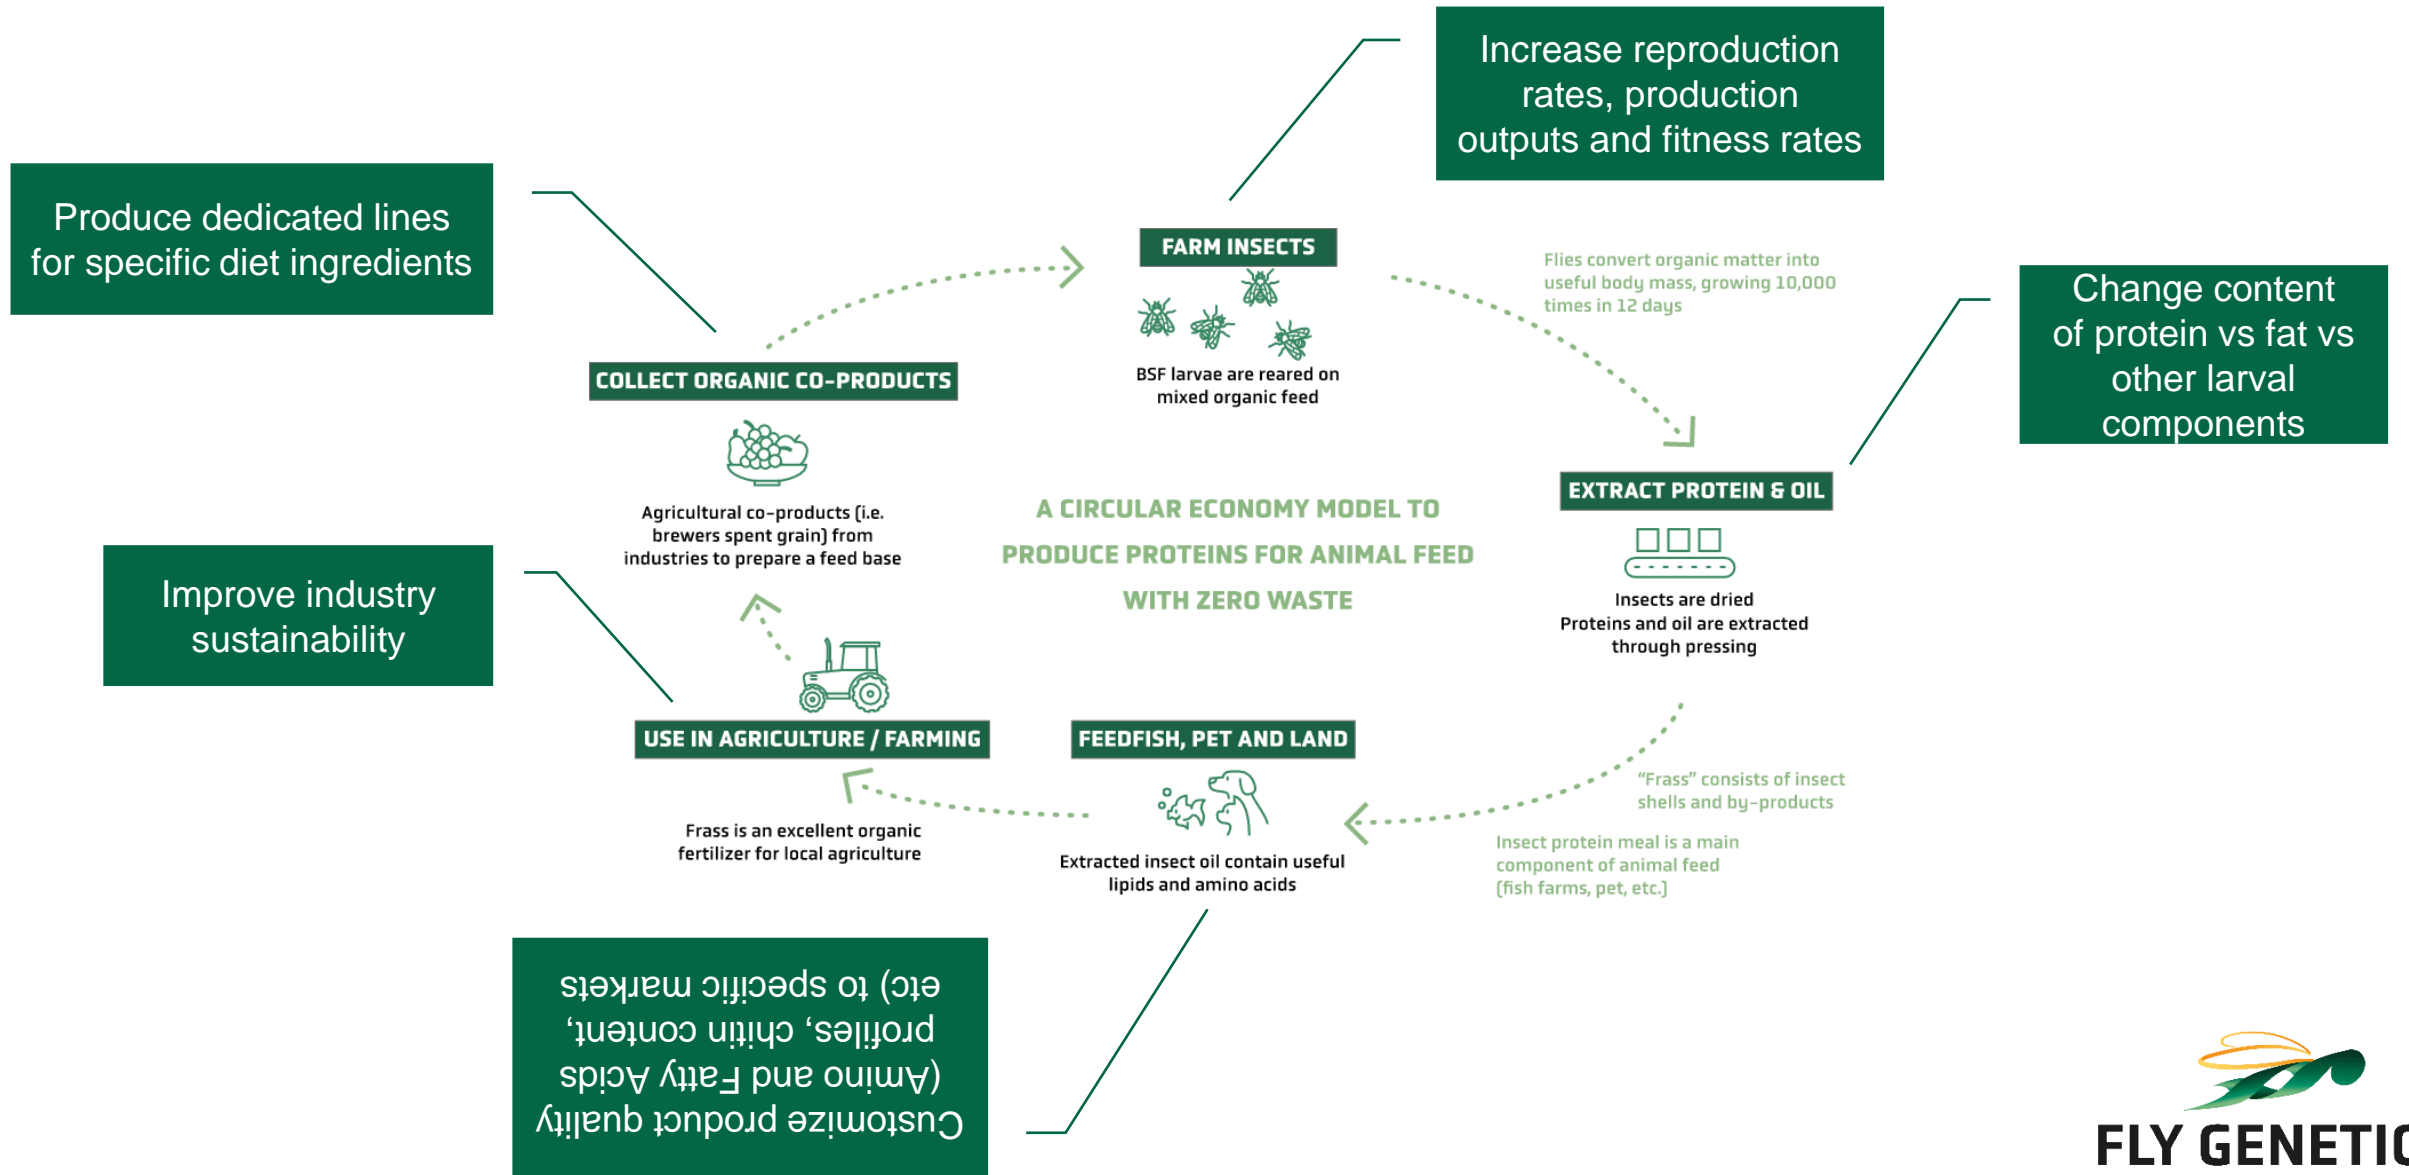 Increase reproduction
rates, production
outputs and fitness rates
Produce dedicated lines
for specific diet ingredients
FARM INSECTS
BSF larvae are reared on
mixed organic feed
Flies convert organic matter into
useful body mass, growing 10,000
times in 12 days
Change content
of protein vs fat vs
other larval
components
COLLECT ORGANIC CO-PRODUCTS
Agricultural co-products (i.e.
brewers spent grain) from
industries to prepare a feed base
A CIRCULAR ECONOMY MODEL TO
PRODUCE PROTEINS FOR ANIMAL FEED
WITH ZERO WASTE
EXTRACT PROTEIN & OIL
Insects are dried
Proteins and oil are extracted
through pressing
Improve industry
sustainability
USE IN AGRICULTURE / FARMING
Frass is an excellent organic
fertilizer for local agriculture
FEEDFISH, PET AND LAND
Extracted insect oil contain useful
lipids and amino acids
"Frass" consists of insect
shells and by-products
Insect protein meal is a main
component of animal feed
(fish farms, pet, etc.)
Customize product quality
(Amino and Fatty Acids
profiles, chitin content,
etc) to specific markets
FLY GENETIC